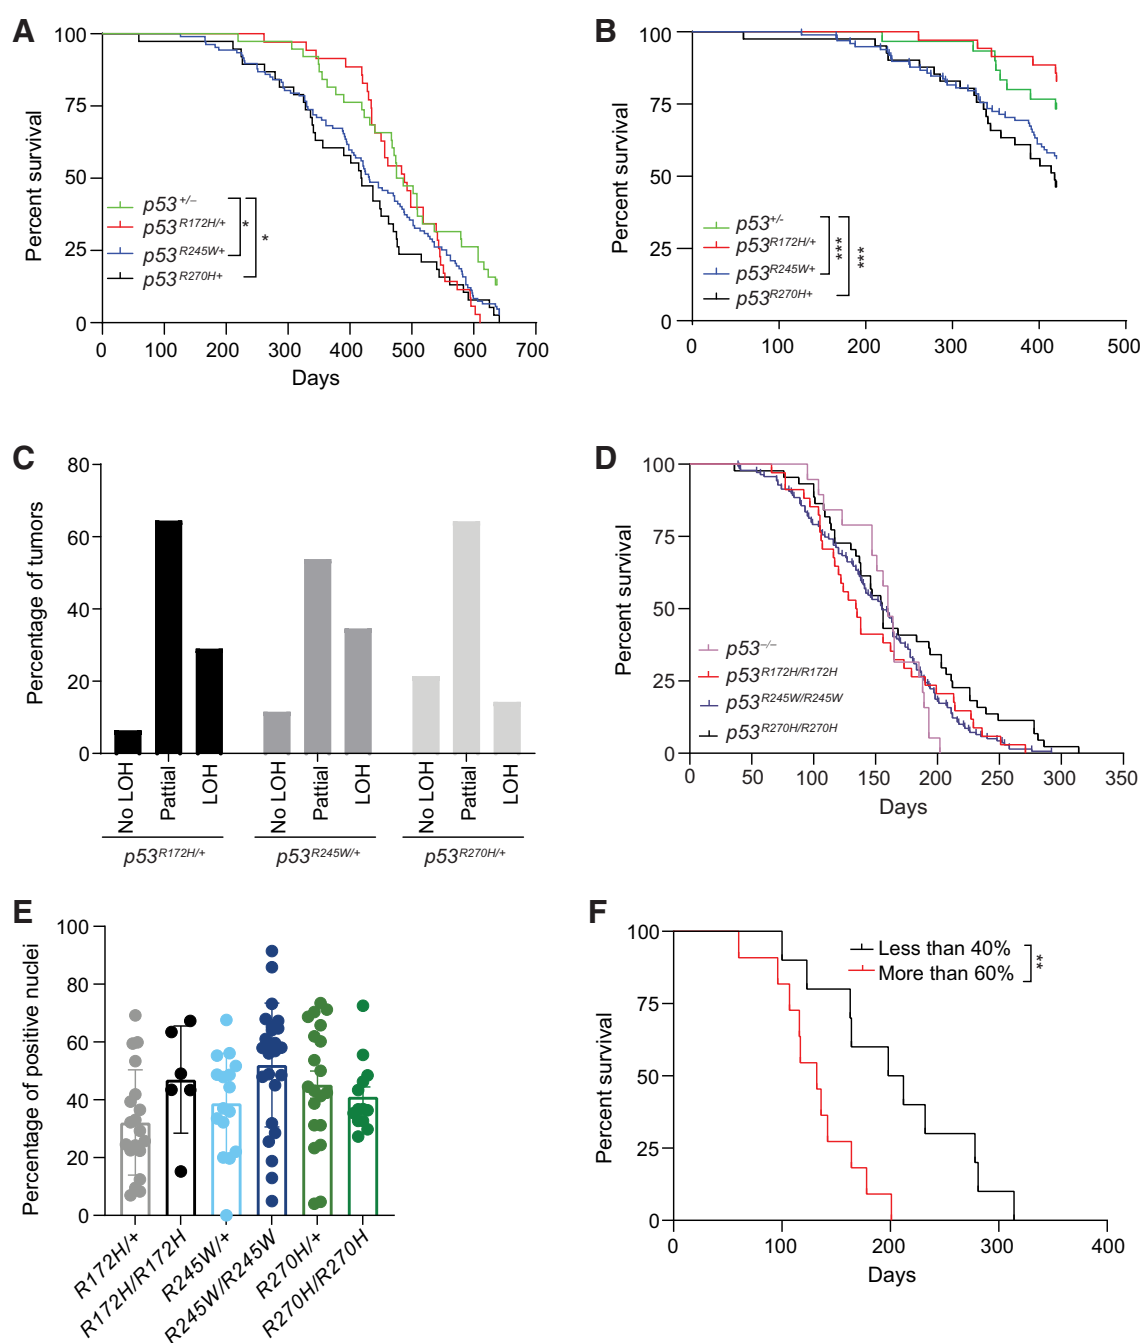 A
Percent survival
100
75
50
25
0
p53+/–
p53R172H/+
p53R245W/+
p53R270H/+
*
*
0 100 200 300 400 500 600 700
Days
B
Percent survival
100
75
50
25
0
p53+/-
p53R172H/+
p53R245W/+
p53R270H/+
***
***
0 100 200 300 400 500
C
Percentage of tumors
80
60
40
20
0
No LOH Pattial LOH No LOH Pattial LOH No LOH Pattial LOH
p53R172H/+ p53R245W/+ p53R270H/+
D
Percent survival
100
75
50
25
0
p53–/–
p53R172H/R172H
p53R245W/R245W
p53R270H/R270H
0 50 100 150 200 250 300 350
Days
E
Percentage of positive nuclei
100
80
60
40
20
0
R172H/+ R172H/R172H R245W/+ R245W/R245W R270H/+ R270H/R270H
F
Percent survival
100
75
50
25
0
Less than 40%
More than 60%
**
0 100 200 300 400
Days